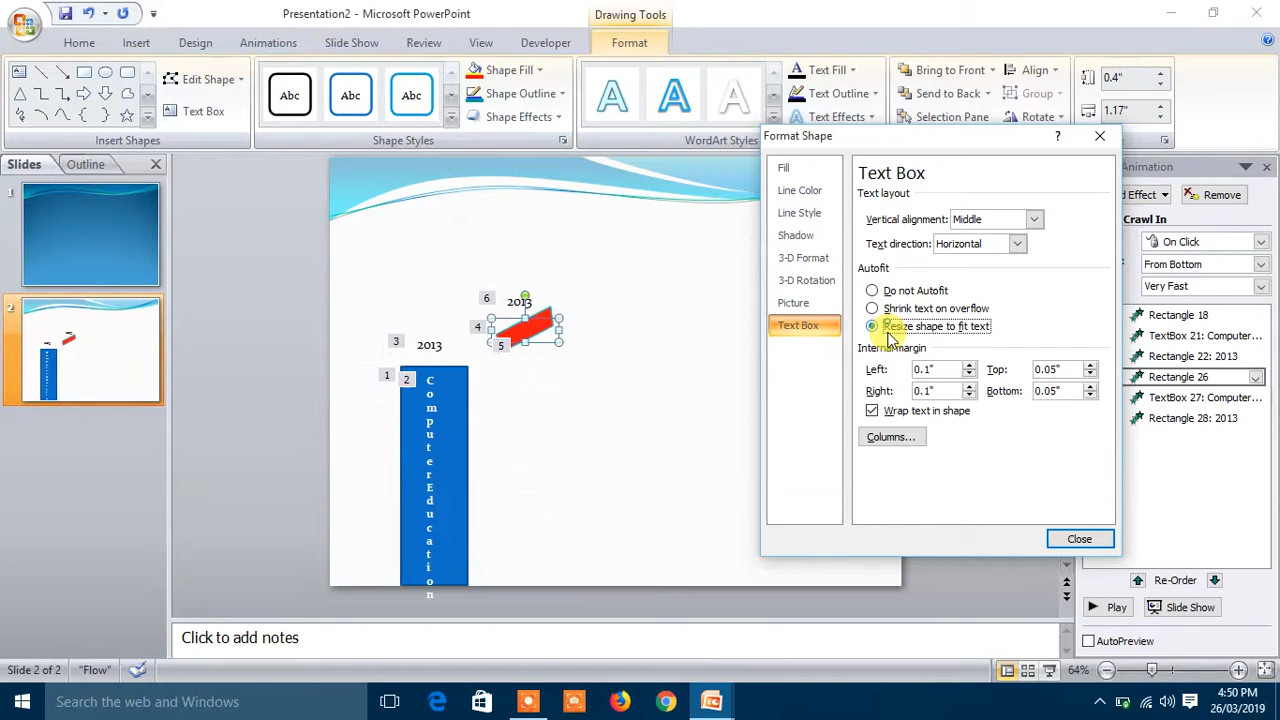 Presentation2 - Microsoft PowerPoint
Drawing Tools
Home
Insert
Design
Animations
Slide Show
Review
View
Developer
Format
Edit Shape
Text Box
Insert Shapes
Abc
Abc
Abc
Shape Fill
Shape Outline
Shape Effects
Shape Styles
A
A
A
Text Fill
Text Outline
Text Effects
WordArt Styles
Bring to Front
Send to Back
Selection Pane
Align
Group
Rotate
0.4"
1.17"
Slides
Outline
1
2
6
2013
4
5
3
2013
1
2
C
o
m
p
u
t
e
r
E
d
u
c
a
t
i
o
n
Format Shape
?
Fill
Line Color
Line Style
Shadow
3-D Format
3-D Rotation
Picture
Text Box
Text Box
Text layout
Vertical alignment: Middle
Text direction: Horizontal
Autofit
Do not Autofit
Shrink text on overflow
Resize shape to fit text
Internal margin
Left: 0.1" Top: 0.05"
Right: 0.1" Bottom: 0.05"
Wrap text in shape
Columns...
Close
Animation
Effect
Remove
Crawl In
On Click
From Bottom
Very Fast
Rectangle 18
TextBox 21: Computer...
Rectangle 22: 2013
Rectangle 26
TextBox 27: Computer...
Rectangle 28: 2013
Re-Order
Play
Slide Show
AutoPreview
Click to add notes
Slide 2 of 2
"Flow"
64%
Search the web and Windows
4:50 PM
26/03/2019